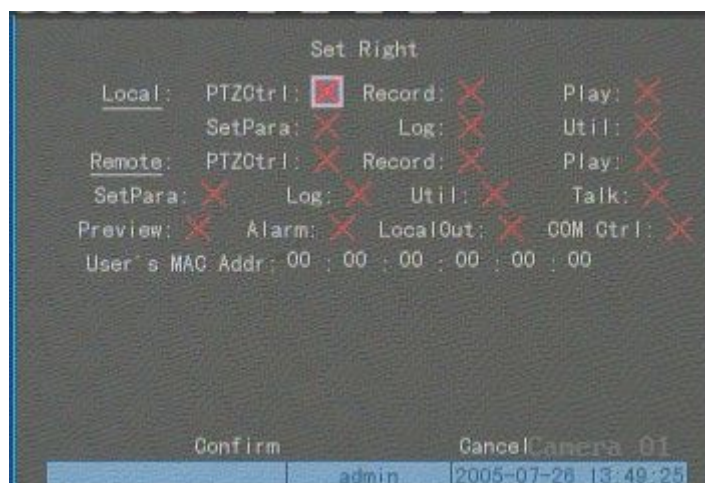 Set Right
Local: PTZCtrl: Record: Play:
SetPara: Log: Util:
Remote: PTZCtrl: Record: Play:
SetPara: Log: Util: Talk:
Preview: Alarm: LocalOut: COM Ctrl:
User's MAC Addr: 00 : 00 : 00 : 00 : 00 : 00
Confirm Cancel Camera 01
admin 2005-07-26 13:49:25